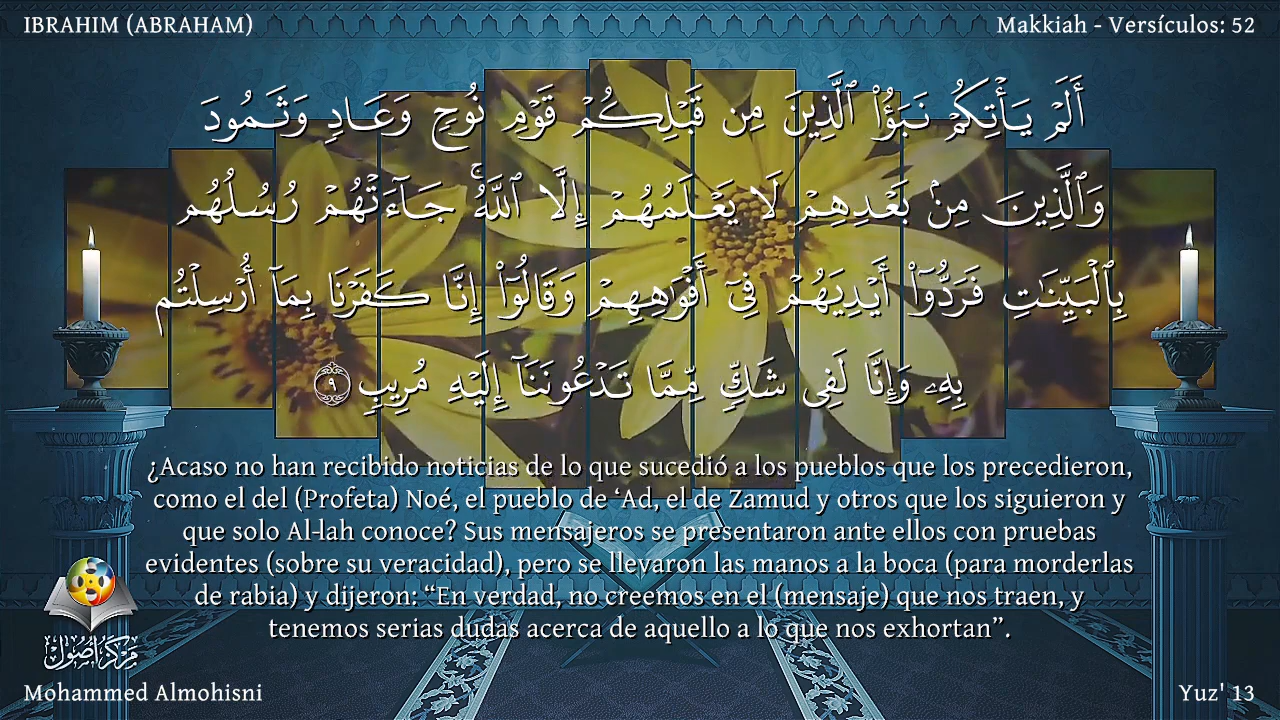 IBRAHIM (ABRAHAM)
Makkiah - Versículos: 52
أَلَمْ يَأْتِكُمْ نَبَؤُا۟ ٱلَّذِينَ مِن قَبْلِكُمْ قَوْمِ نُوحٍ وَعَادٍ وَثَمُودَ
وَٱلَّذِينَ مِنۢ بَعْدِهِمْ لَا يَعْلَمُهُمْ إِلَّا ٱللَّهُ ۚ جَآءَتْهُمْ رُسُلُهُم
بِٱلْبَيِّنَٰتِ فَرَدُّوٓا۟ أَيْدِيَهُمْ فِىٓ أَفْوَٰهِهِمْ وَقَالُوٓا۟ إِنَّا كَفَرْنَا بِمَآ أُرْسِلْتُم
بِهِۦ وَإِنَّا لَفِى شَكٍّ مِّمَّا تَدْعُونَنَآ إِلَيْهِ مُرِيبٍ ٩
¿Acaso no han recibido noticias de lo que sucedió a los pueblos que los precedieron,
como el del (Profeta) Noé, el pueblo de ‘Ad, el de Zamud y otros que los siguieron y
que solo Al-lah conoce? Sus mensajeros se presentaron ante ellos con pruebas
evidentes (sobre su veracidad), pero se llevaron las manos a la boca (para morderlas
de rabia) y dijeron: “En verdad, no creemos en el (mensaje) que nos traen, y
tenemos serias dudas acerca de aquello a lo que nos exhortan”.
مركز أصول
Mohammed Almohisni
Yuz' 13